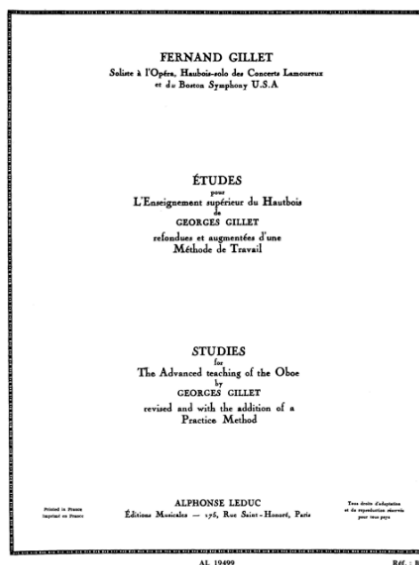 FERNAND GILLET
Soliste à l'Opéra, Haubois-solo des Concerts Lamoureux
et du Boston Symphony U.S.A
ÉTUDES
pour
L'Enseignement supérieur du Hautbois
de
GEORGES GILLET
refondues et augmentées d'une
Méthode de Travail
STUDIES
for
The Advanced teaching of the Oboe
by
GEORGES GILLET
revised and with the addition of a
Practice Method
ALPHONSE LEDUC
Éditions Musicales — 175, Rue Saint-Honoré, Paris
Printed in France
Imprimé en France
Tous droits d'adaptation
et de reproduction réservés
pour tous pays
AL 19499
Réf. : B